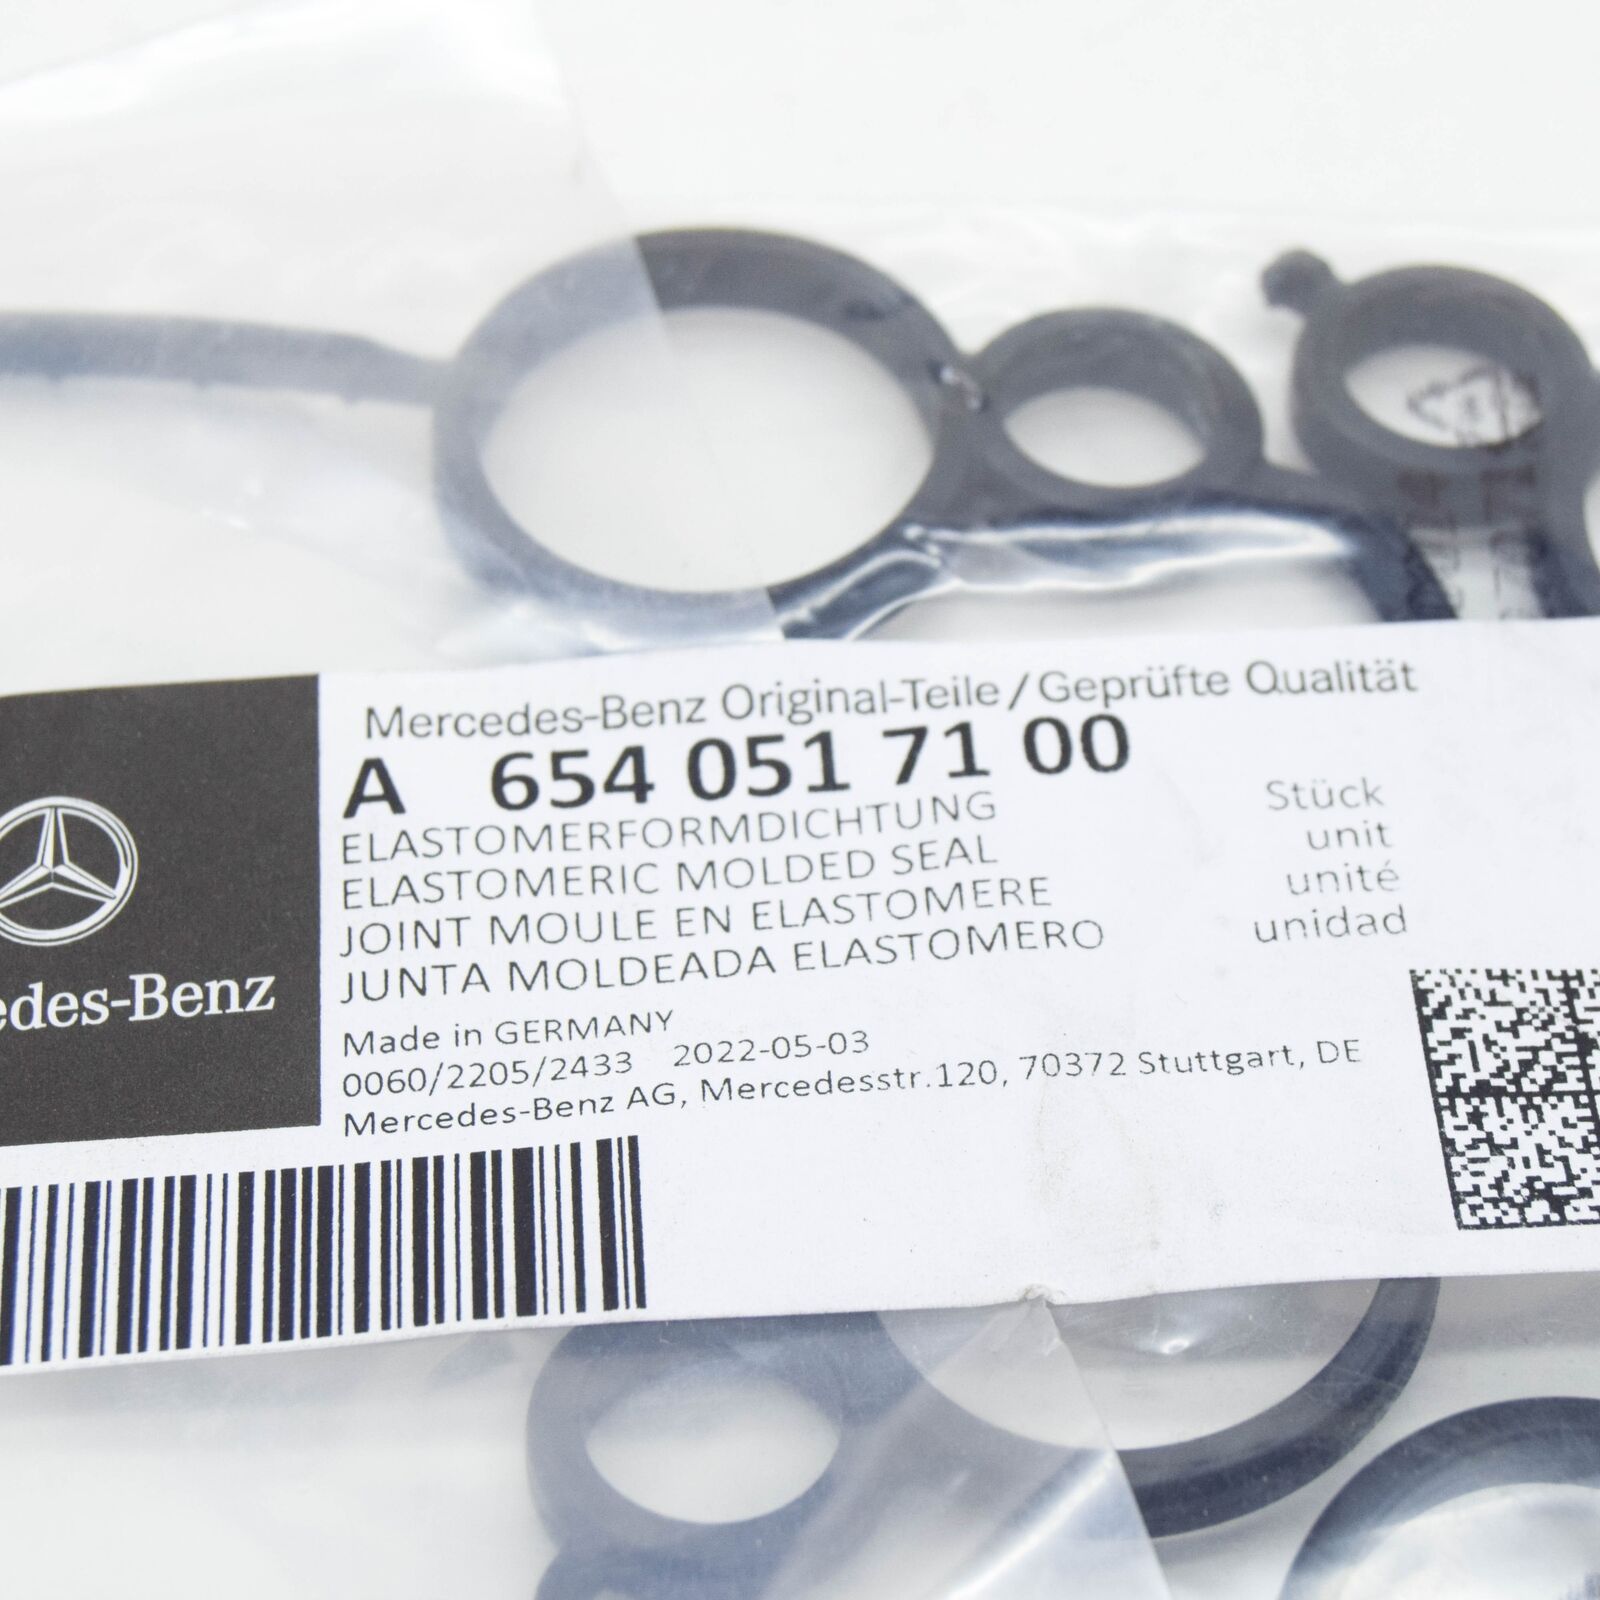 Mercedes-Benz Original-Teile / Geprüfte Qualität
A 654 051 71 00
ELASTOMERFORMDICHTUNG
ELASTOMERIC MOLDED SEAL
JOINT MOULE EN ELASTOMERE
JUNTA MOLDEADA ELASTOMERO
Stück
unit
unité
unidad
edes-Benz
Made in GERMANY
0060/2205/2433 2022-05-03
Mercedes-Benz AG, Mercedesstr.120, 70372 Stuttgart, DE